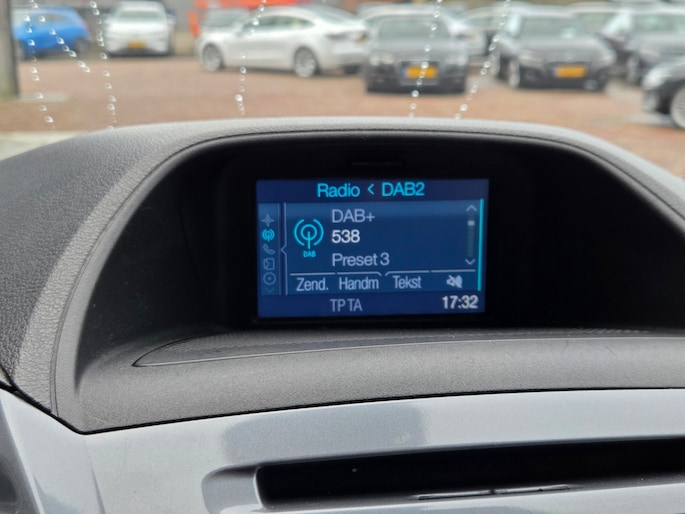 Radio < DAB2
DAB+
538
DAB
Preset 3
Zend. Handm Tekst
TP TA 17:32